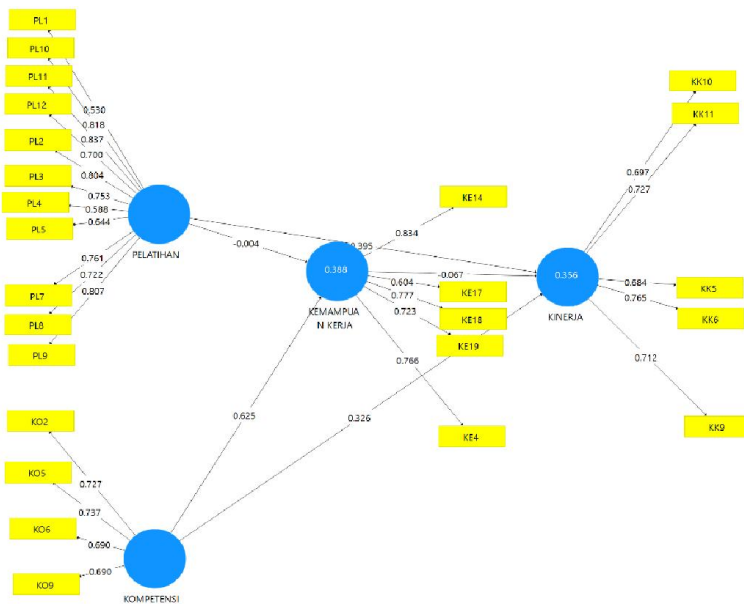 PL1
PL10
PL11
PL12
PL2
PL3
PL4
PL5
PL7
PL8
PL9
0.530
0.818
0.837
0.700
0.804
0.753
0.588
0.644
0.761
0.722
0.807
PELATIHAN
-0.004
0.395
KO2
KO5
KO6
KO9
0.727
0.737
0.690
0.690
KOMPETENSI
0.625
0.326
0.388
KEMAMPUA
N KERJA
-0.067
0.834
0.604
0.777
0.723
0.766
KE14
KE17
KE18
KE19
KE4
0.356
KINERJA
0.697
0.727
0.684
0.765
0.712
KK10
KK11
KK5
KK6
KK9